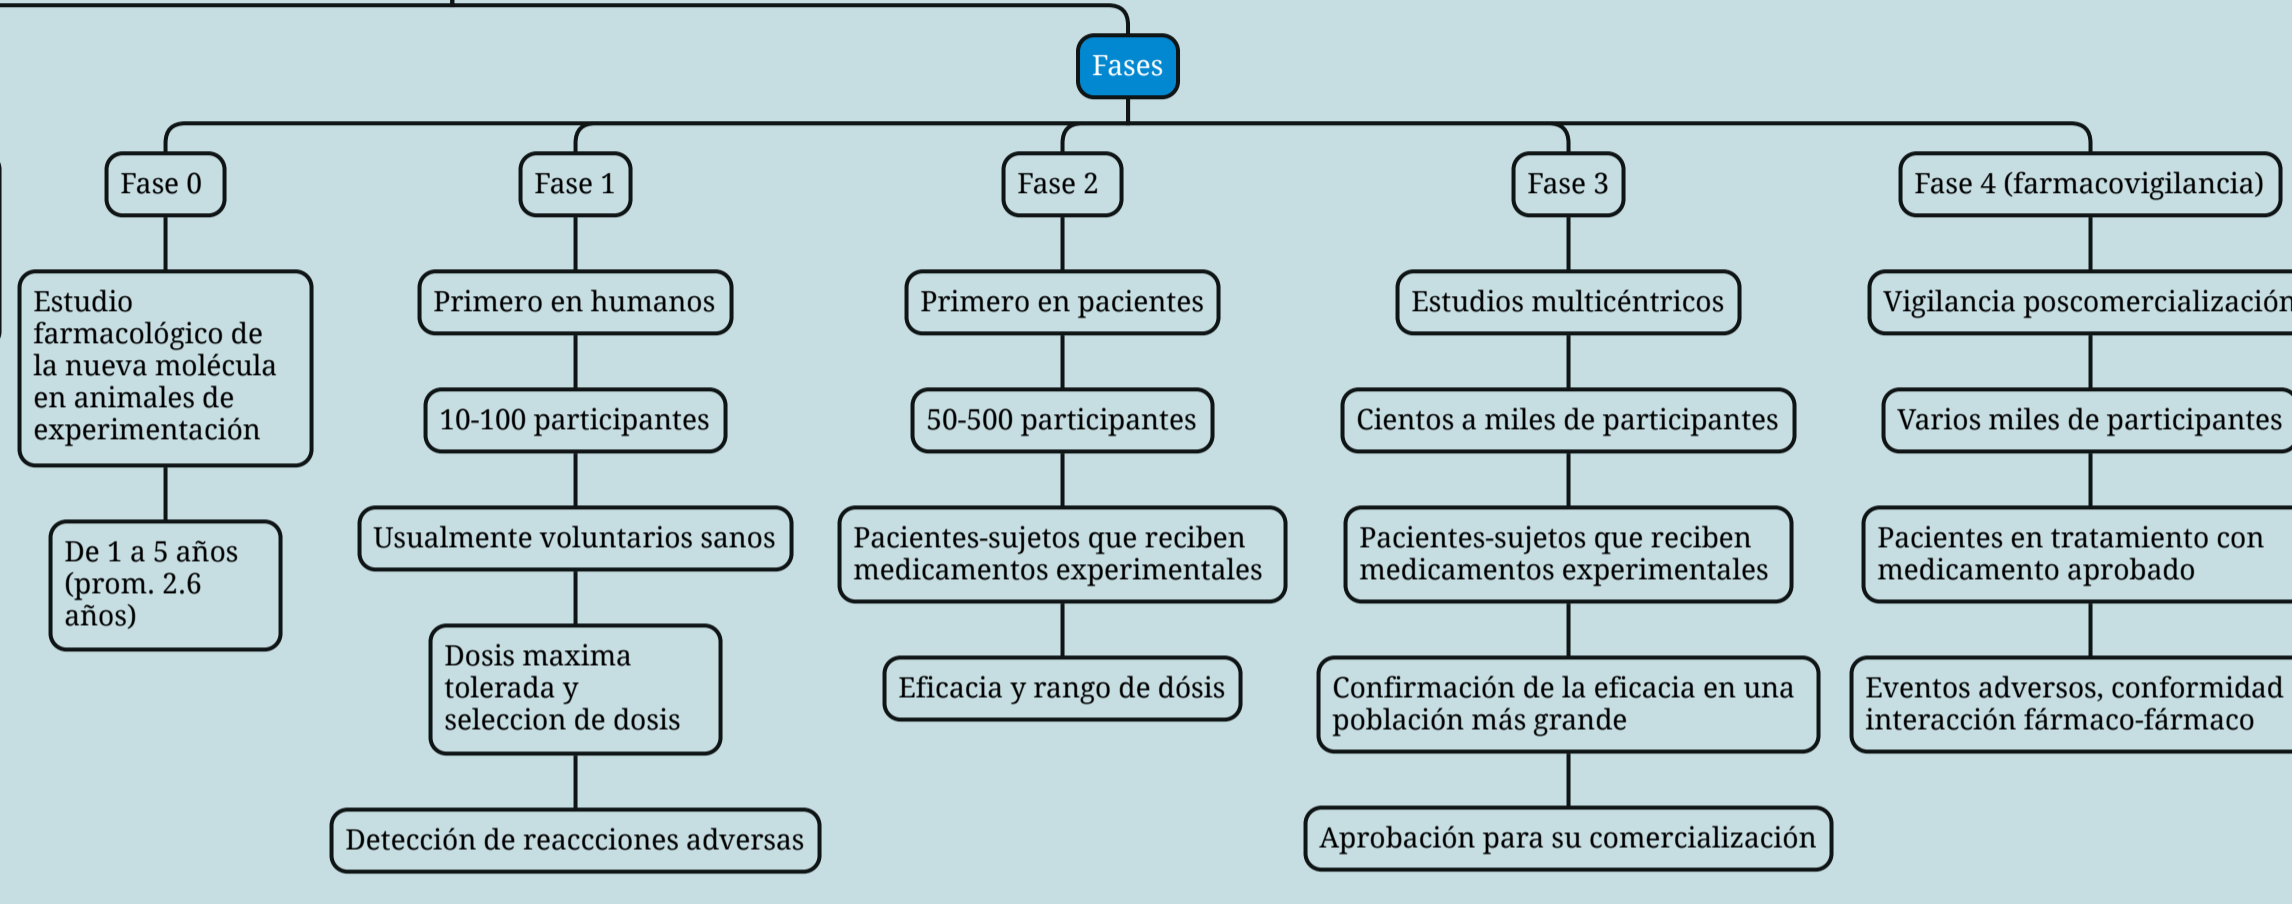 Fases
Fase 0
Estudio
farmacológico de
la nueva molécula
en animales de
experimentación
De 1 a 5 años
(prom. 2.6
años)
Fase 1
Primero en humanos
10-100 participantes
Usualmente voluntarios sanos
Dosis maxima
tolerada y
seleccion de dosis
Detección de reaccciones adversas
Fase 2
Primero en pacientes
50-500 participantes
Pacientes-sujetos que reciben
medicamentos experimentales
Eficacia y rango de dósis
Fase 3
Estudios multicéntricos
Cientos a miles de participantes
Pacientes-sujetos que reciben
medicamentos experimentales
Confirmación de la eficacia en una
población más grande
Aprobación para su comercialización
Fase 4 (farmacovigilancia)
Vigilancia poscomercialización
Varios miles de participantes
Pacientes en tratamiento con
medicamento aprobado
Eventos adversos, conformidad
interacción fármaco-fármaco